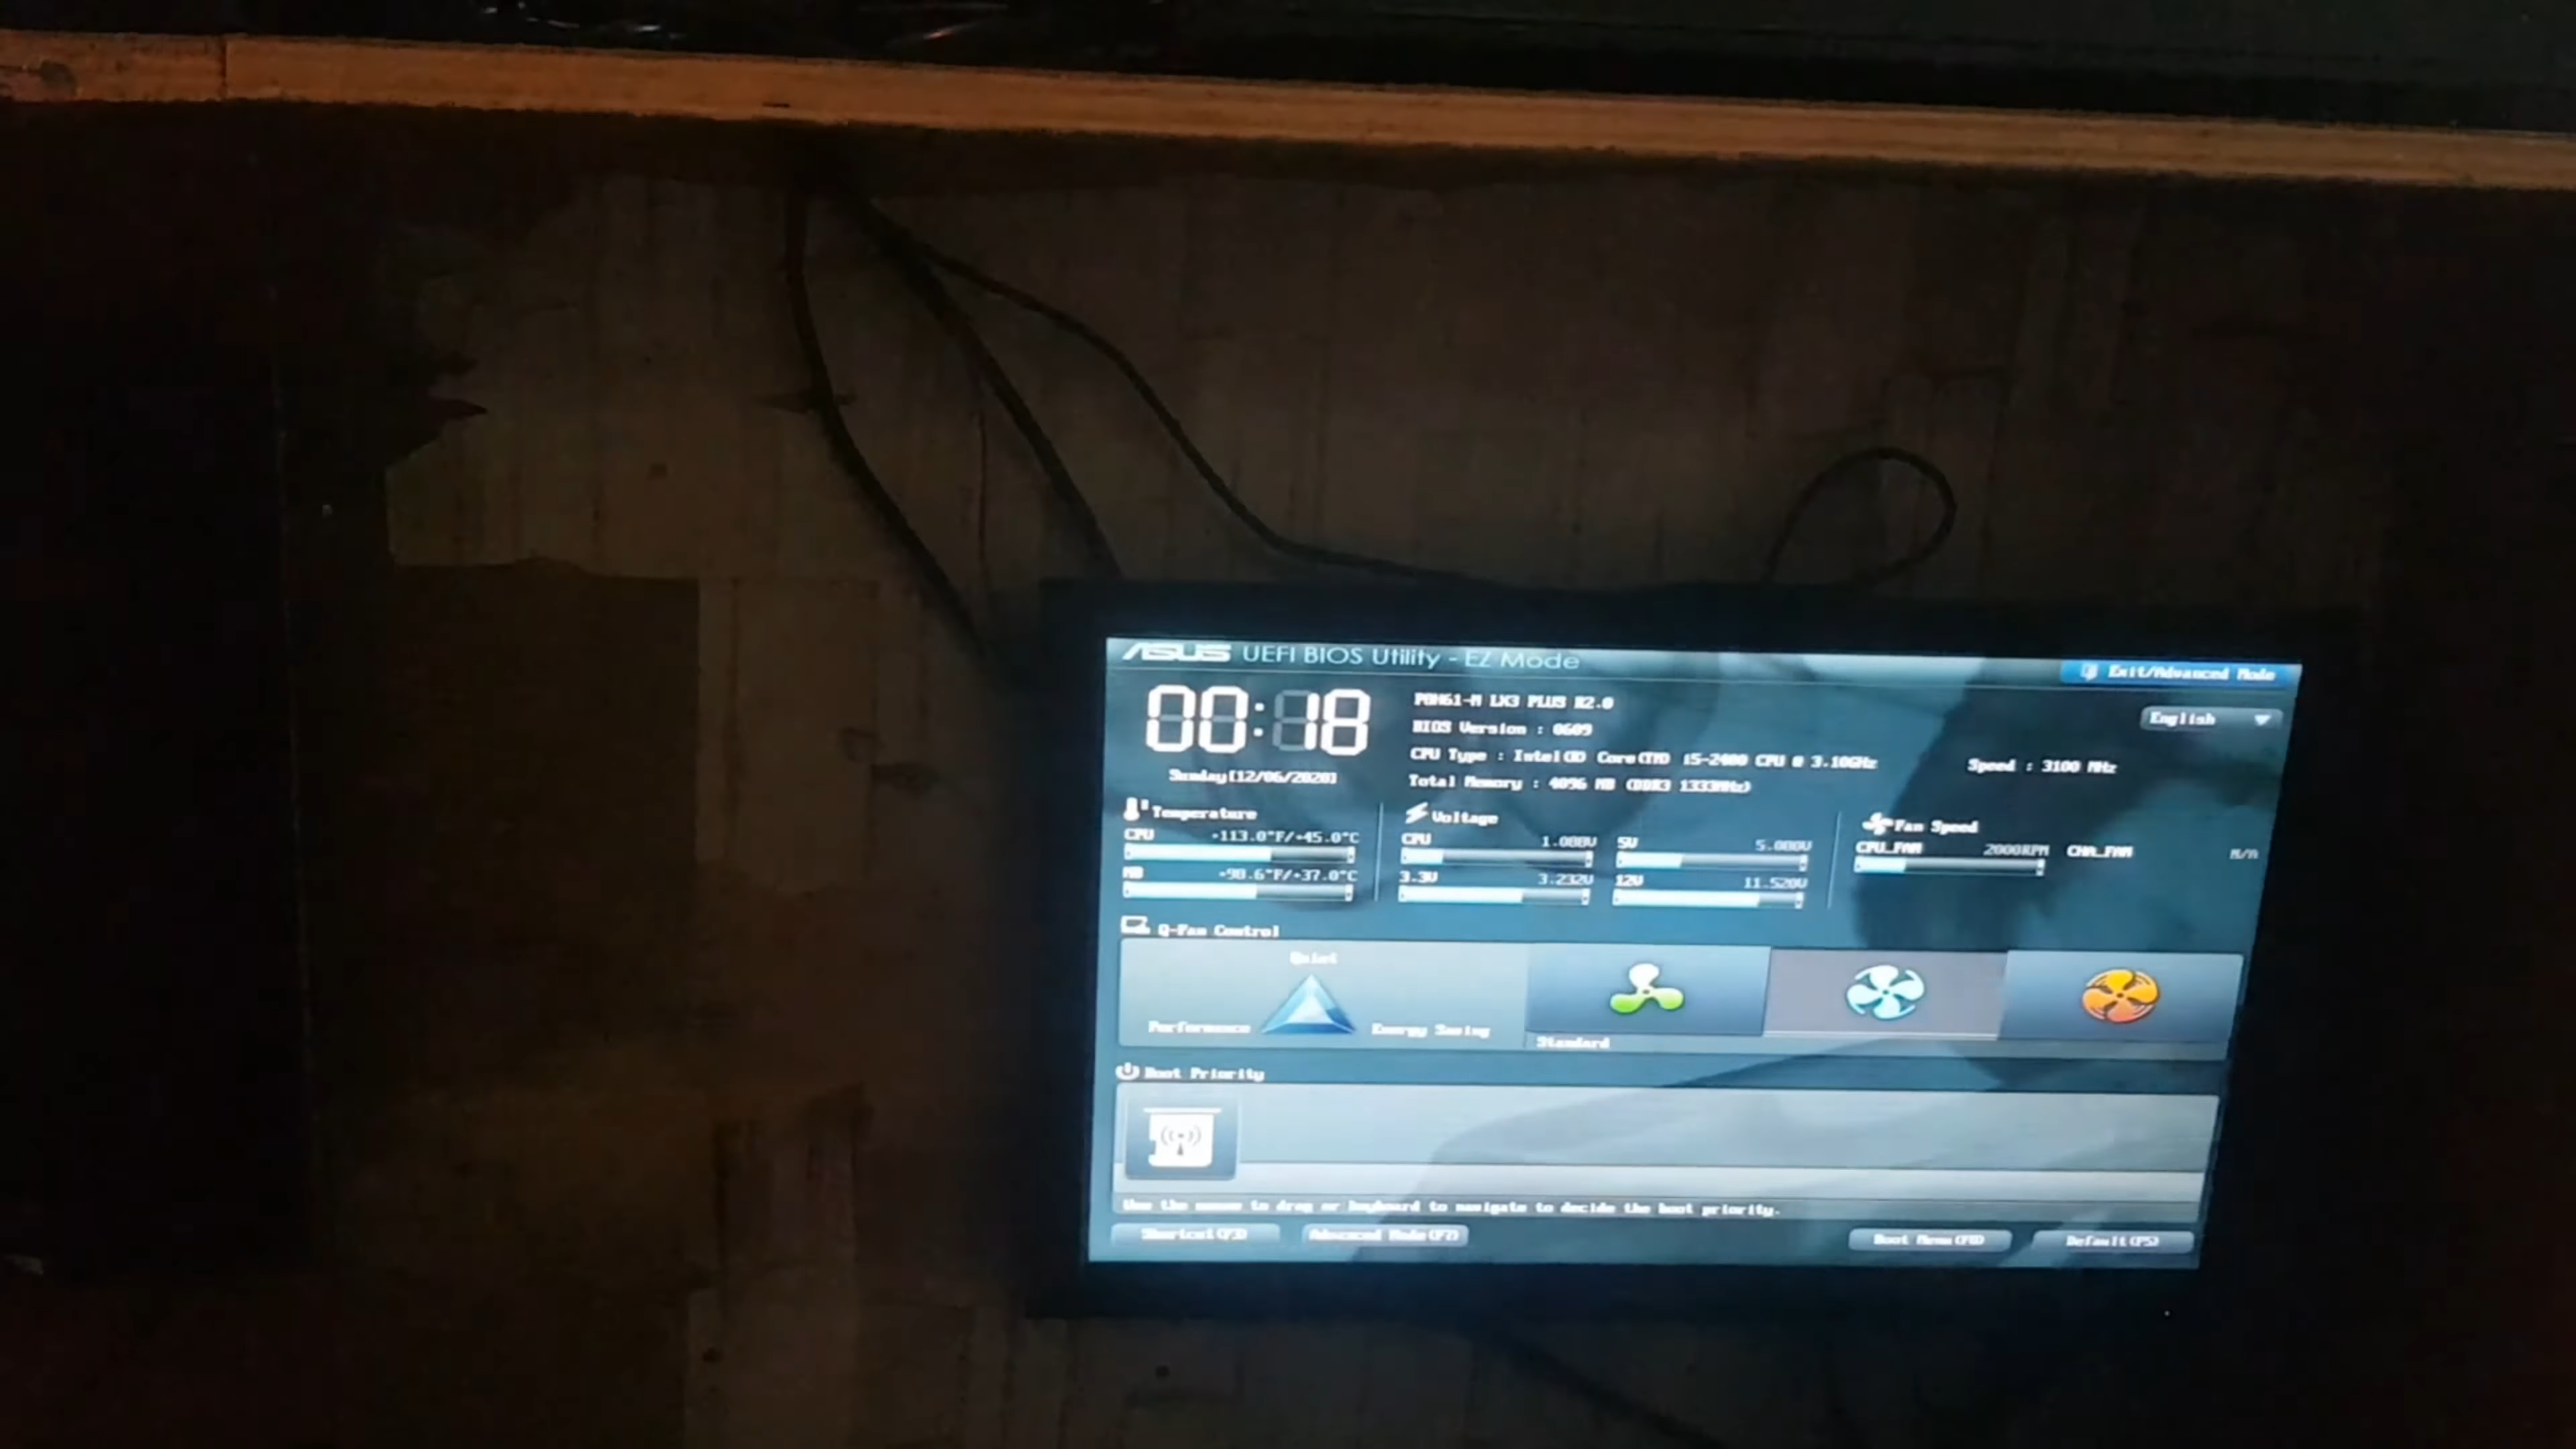 ASUS UEFI BIOS Utility - EZ Mode
Exit/Advanced Mode
00:18
Sunday[12/06/2020]
P8H61-M LX3 PLUS R2.0
BIOS Version : 0609
CPU Type : Intel(R) Core(TM) i5-2400 CPU @ 3.10GHz
Speed : 3100 MHz
Total Memory : 4096 MB (DDR3 1333MHz)
English
Temperature
CPU +113.0°F/+45.0°C
MB +98.6°F/+37.0°C
Voltage
CPU 1.088V 5V 5.080V
3.3V 3.232V 12V 11.520V
Fan Speed
CPU_FAN 2000RPM CHA_FAN N/A
Q-Fan Control
Quiet
Performance
Energy Saving
Standard
Boot Priority
Use the mouse to drag or keyboard to navigate to decide the boot priority.
Shortcut(F3)
Advanced Mode(F7)
Boot Menu(F8)
Default(F5)